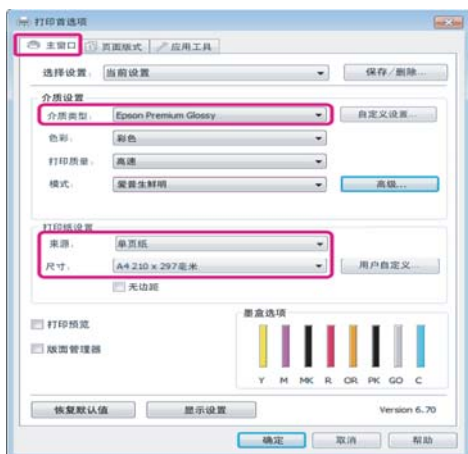 打印首选项
主窗口 页面版式 应用工具
选择设置: 当前设置 保存/删除...
介质设置
介质类型: Epson Premium Glossy 自定义设置...
色彩: 彩色
打印质量: 高速
模式: 爱普生鲜明 高级...
打印纸设置
来源: 单页纸
尺寸: A4 210 x 297毫米 用户自定义...
无边距
墨盒选项
打印预览
版面管理器
Y M MK R OR PK GO C
恢复默认值 显示设置 Version 6.70
确定 取消 帮助